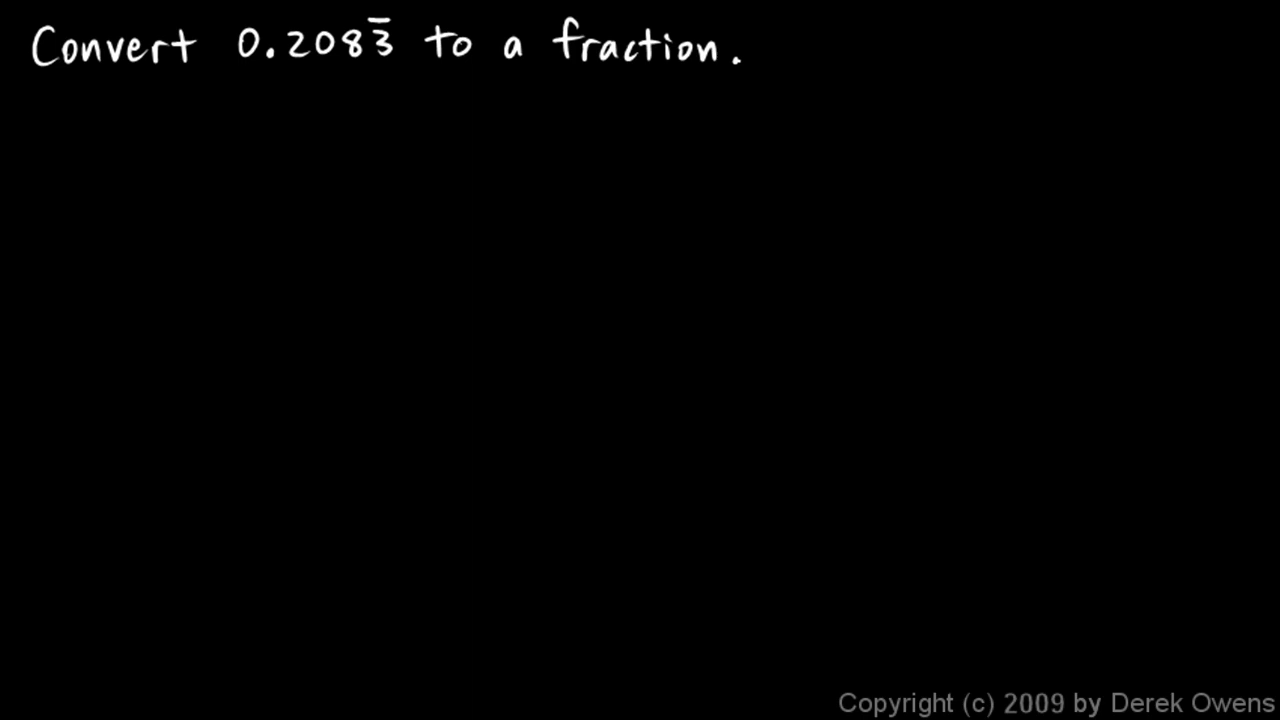 Convert 0.2083̅ to a fraction.
Copyright (c) 2009 by Derek Owens